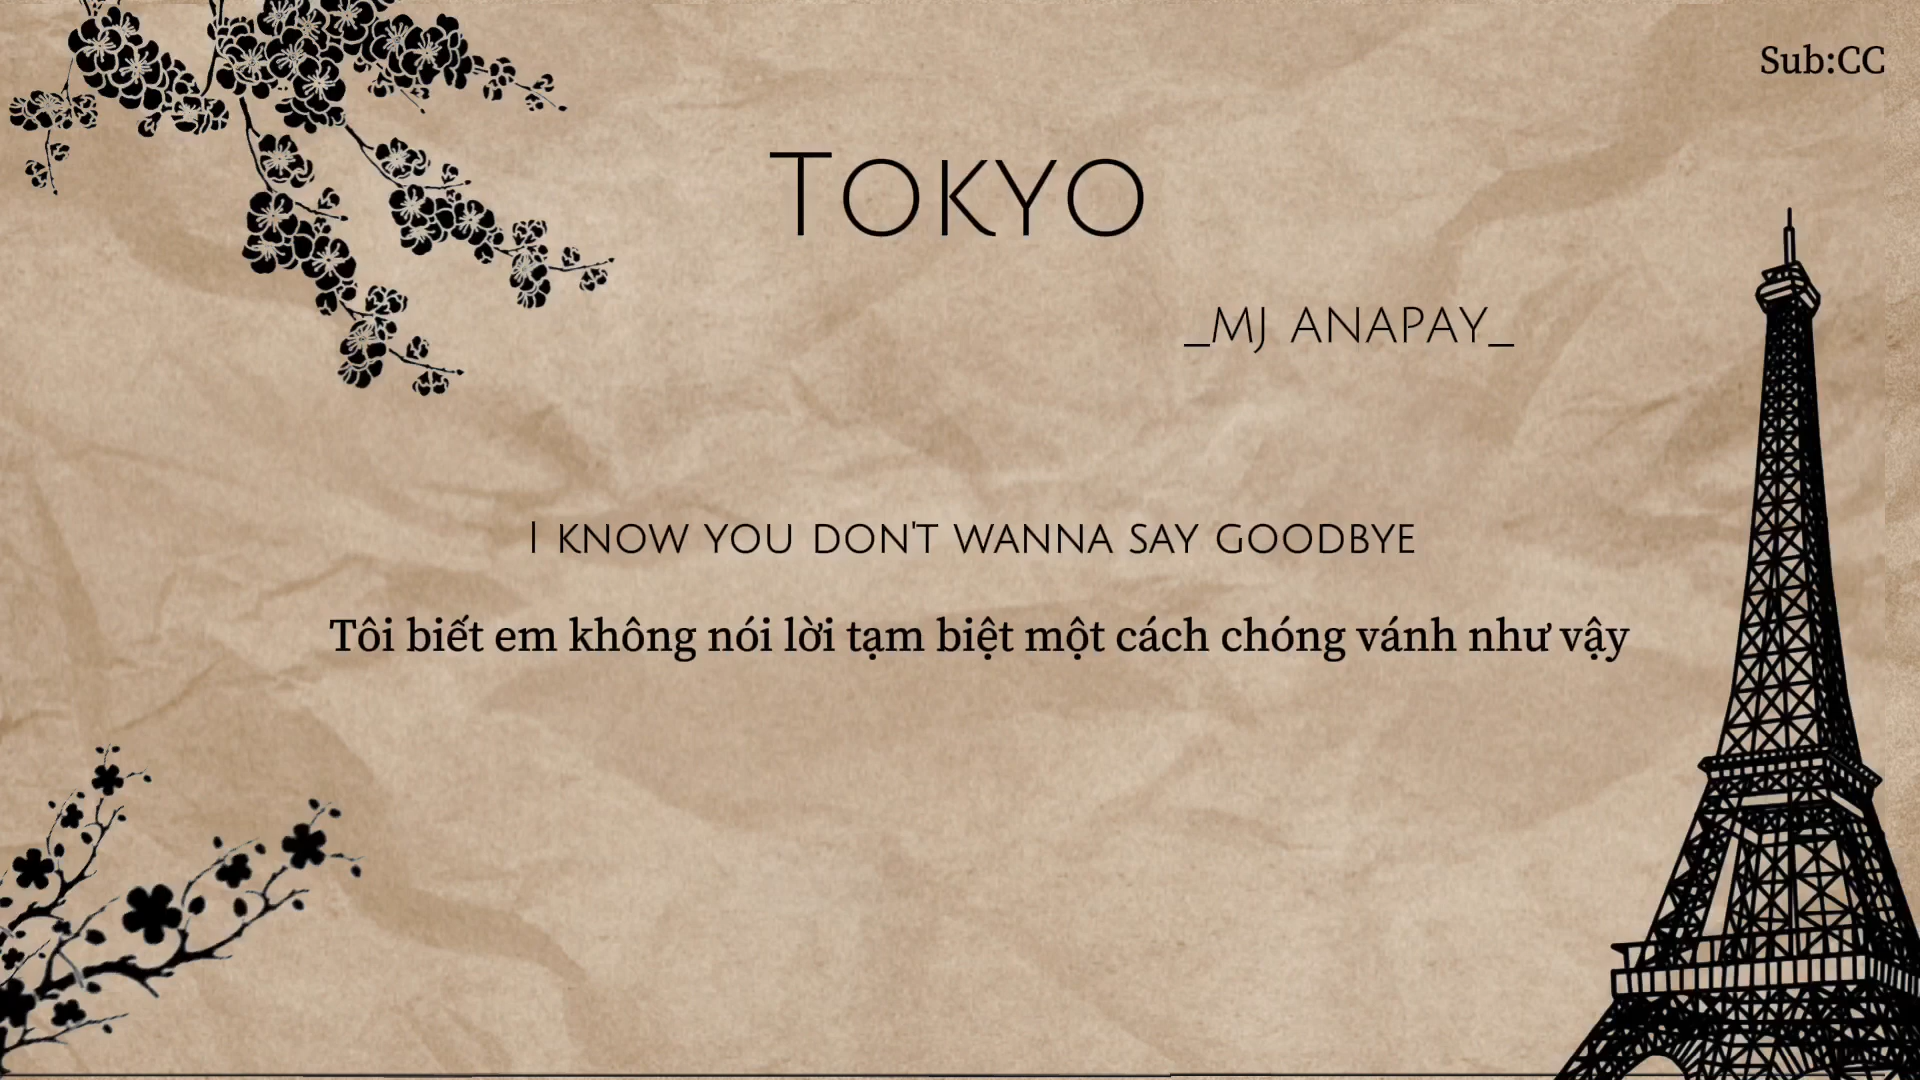 Sub:CC
Tokyo
_MJ ANAPAY_
I KNOW YOU DON'T WANNA SAY GOODBYE
Tôi biết em không nói lời tạm biệt một cách chóng vánh như vậy